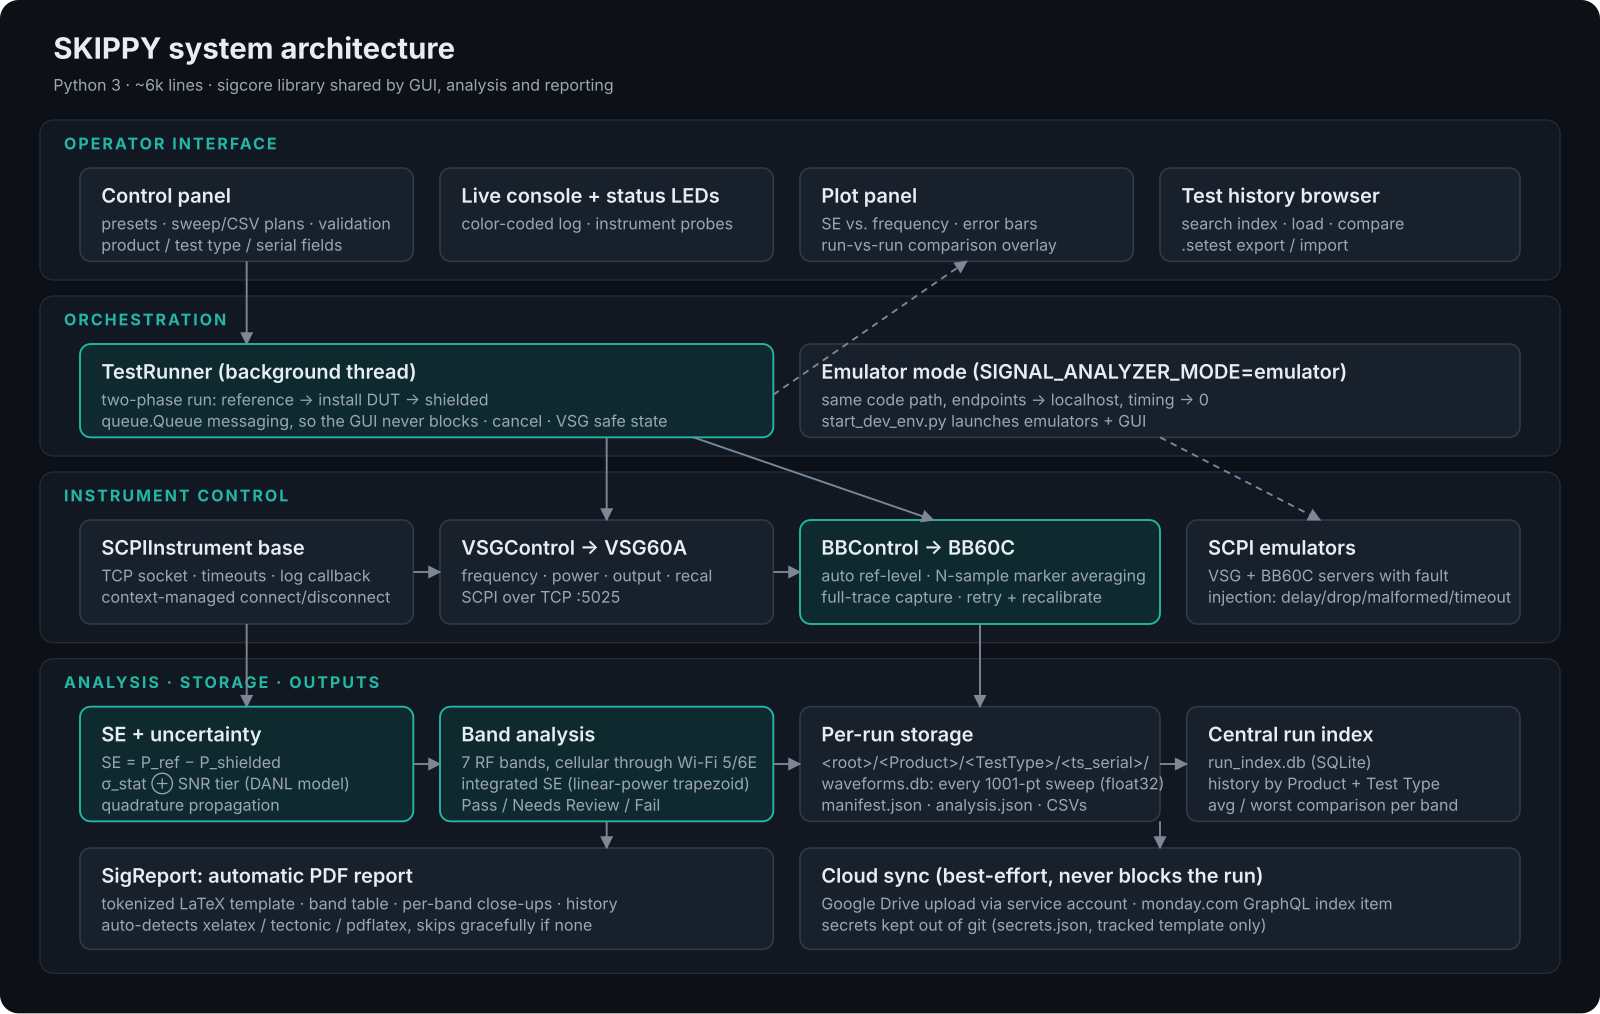 SKIPPY system architecture
Python 3 · ~6k lines · sigcore library shared by GUI, analysis and reporting
OPERATOR INTERFACE
Control panel
presets · sweep/CSV plans · validation
product / test type / serial fields
Live console + status LEDs
color-coded log · instrument probes
Plot panel
SE vs. frequency · error bars
run-vs-run comparison overlay
Test history browser
search index · load · compare
.setest export / import
ORCHESTRATION
TestRunner (background thread)
two-phase run: reference → install DUT → shielded
queue.Queue messaging, so the GUI never blocks · cancel · VSG safe state
Emulator mode (SIGNAL_ANALYZER_MODE=emulator)
same code path, endpoints → localhost, timing → 0
start_dev_env.py launches emulators + GUI
INSTRUMENT CONTROL
SCPIInstrument base
TCP socket · timeouts · log callback
context-managed connect/disconnect
VSGControl → VSG60A
frequency · power · output · recal
SCPI over TCP :5025
BBControl → BB60C
auto ref-level · N-sample marker averaging
full-trace capture · retry + recalibrate
SCPI emulators
VSG + BB60C servers with fault
injection: delay/drop/malformed/timeout
ANALYSIS · STORAGE · OUTPUTS
SE + uncertainty
SE = P_ref − P_shielded
σ_stat ⊕ SNR tier (DANL model)
quadrature propagation
Band analysis
7 RF bands, cellular through Wi-Fi 5/6E
integrated SE (linear-power trapezoid)
Pass / Needs Review / Fail
Per-run storage
<root>/<Product>/<TestType>/<ts_serial>/
waveforms.db: every 1001-pt sweep (float32)
manifest.json · analysis.json · CSVs
Central run index
run_index.db (SQLite)
history by Product + Test Type
avg / worst comparison per band
SigReport: automatic PDF report
tokenized LaTeX template · band table · per-band close-ups · history
auto-detects xelatex / tectonic / pdflatex, skips gracefully if none
Cloud sync (best-effort, never blocks the run)
Google Drive upload via service account · monday.com GraphQL index item
secrets kept out of git (secrets.json, tracked template only)